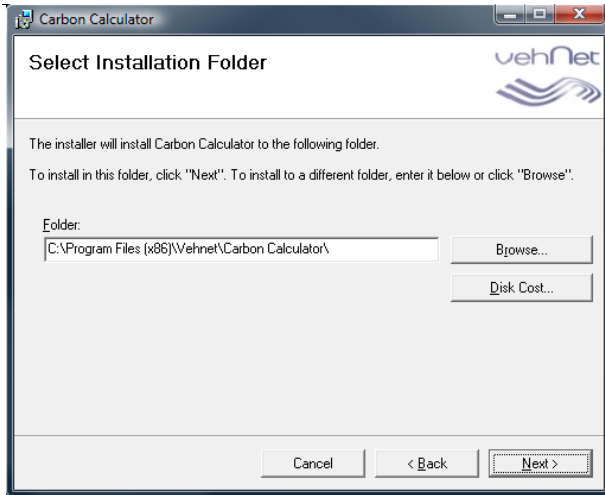 Carbon Calculator
Select Installation Folder
vehNet
The installer will install Carbon Calculator to the following folder.
To install in this folder, click "Next". To install to a different folder, enter it below or click "Browse".
Folder:
C:\Program Files (x86)\Vehnet\Carbon Calculator\
Browse...
Disk Cost...
Cancel
< Back
Next >